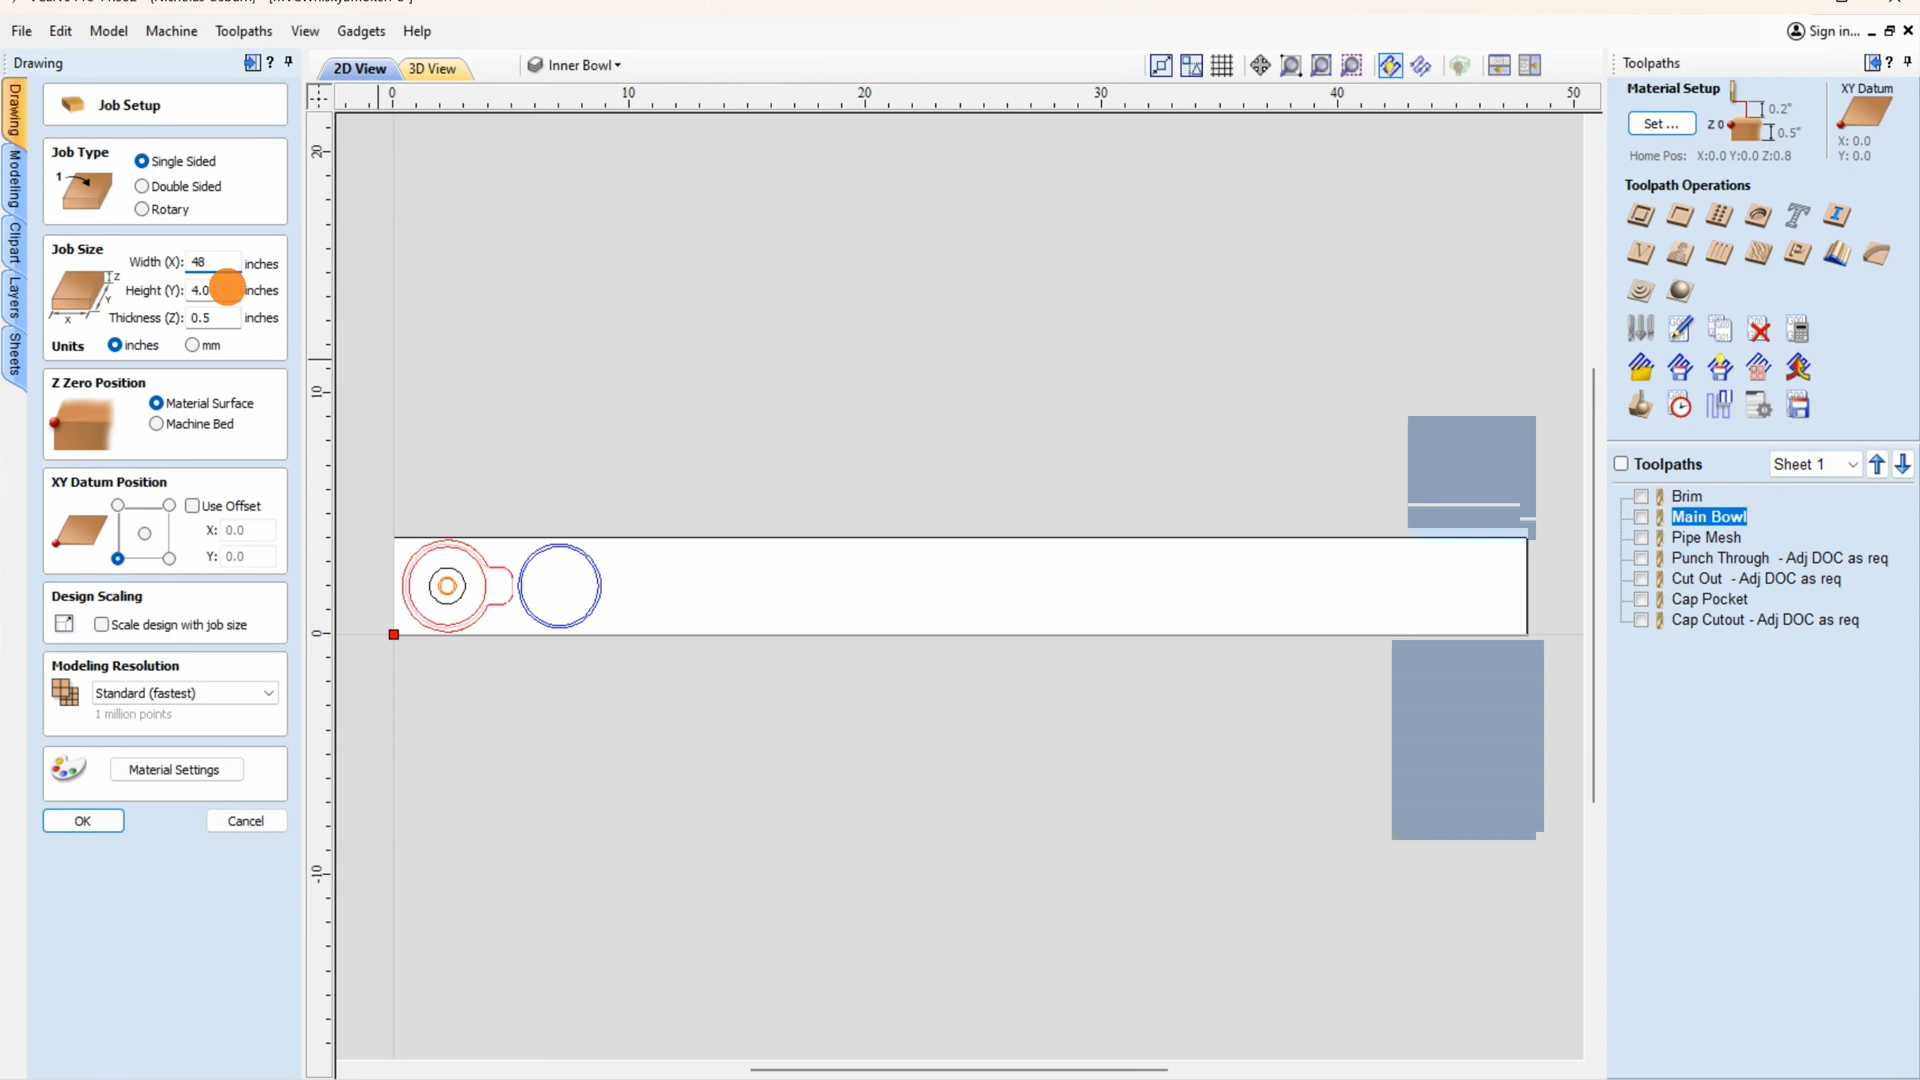 File Edit Model Machine Toolpaths View Gadgets Help
Sign in...
Drawing
?
2D View
3D View
Inner Bowl
Toolpaths
?
Drawing
Modeling
Clipart
Layers
Sheets
Job Setup
Job Type
1
Single Sided
Double Sided
Rotary
Job Size
Width (X): 48 inches
Height (Y): 4.0 inches
Thickness (Z): 0.5 inches
Z
Y
X
Units inches mm
Z Zero Position
Material Surface
Machine Bed
XY Datum Position
Use Offset
X: 0.0
Y: 0.0
Design Scaling
Scale design with job size
Modeling Resolution
Standard (fastest)
1 million points
Material Settings
OK
Cancel
0 10 20 30 40 50
20
10
0
-10
Material Setup
XY Datum
0.2"
Set ...
Z 0
0.5"
X: 0.0
Y: 0.0
Home Pos: X:0.0 Y:0.0 Z:0.8
Toolpath Operations
Toolpaths
Sheet 1
Brim
Main Bowl
Pipe Mesh
Punch Through - Adj DOC as req
Cut Out - Adj DOC as req
Cap Pocket
Cap Cutout - Adj DOC as req